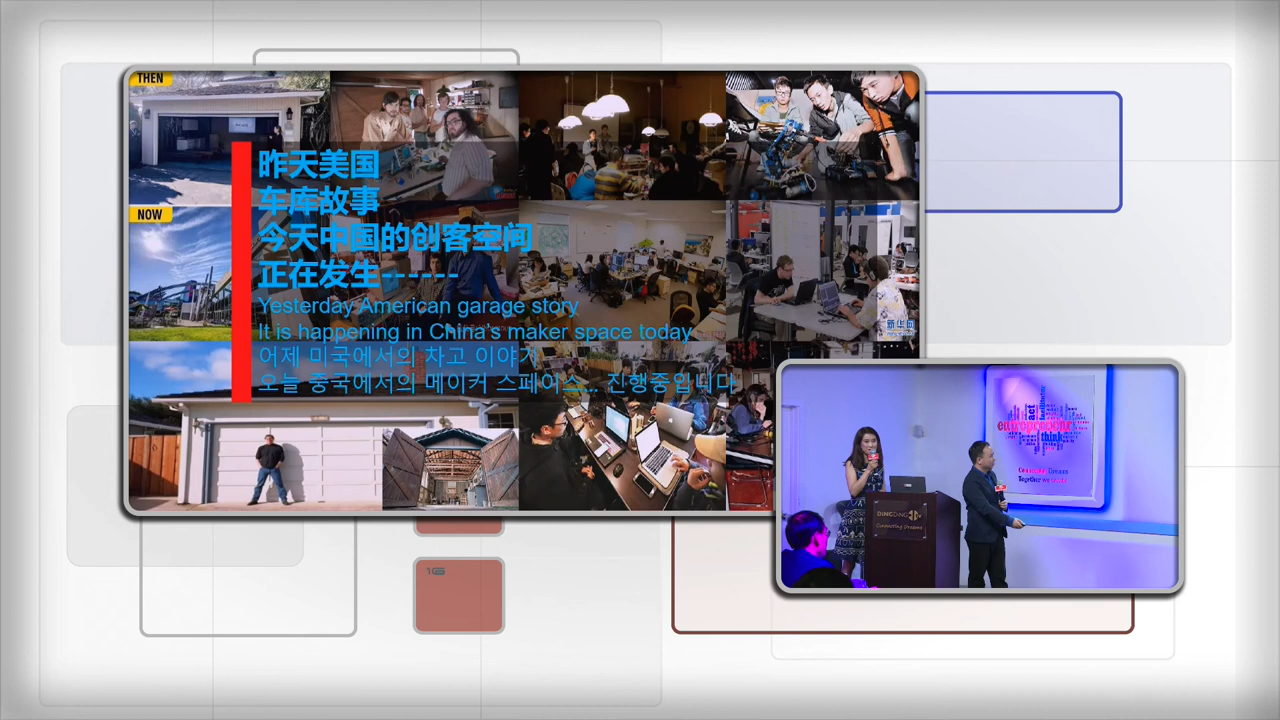 THEN
NOW
昨天美国
车库故事
今天中国的创客空间
正在发生------
Yesterday American garage story
It is happening in China's maker space today
어제 미국에서의 차고 이야기
오늘 중국에서의 메이커 스페이스... 진행중입니다
新华网
act
facilitate
entrepreneur
think
Connecting Dreams
Together we create
DINGDING
Connecting Dreams
16